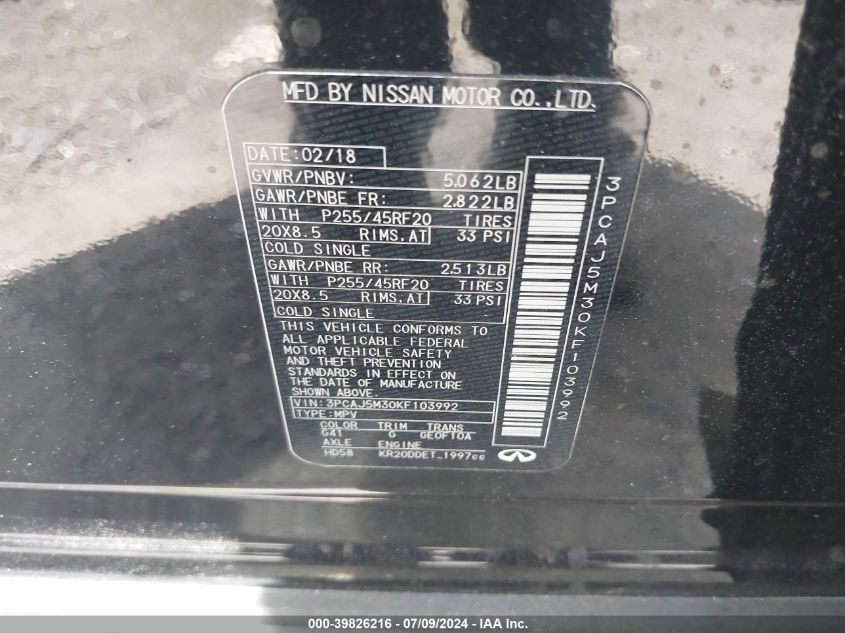 MFD BY NISSAN MOTOR CO.,LTD.
DATE:02/18
GVWR/PNBV: 5.062LB
GAWR/PNBE FR: 2.822LB
WITH P255/45RF20 TIRES
20X8.5 RIMS.AT 33 PSI
COLD SINGLE
GAWR/PNBE RR: 2.513LB
WITH P255/45RF20 TIRES
20X8.5 RIMS.AT 33 PSI
COLD SINGLE
THIS VEHICLE CONFORMS TO
ALL APPLICABLE FEDERAL
MOTOR VEHICLE SAFETY
AND THEFT PREVENTION
STANDARDS IN EFFECT ON
THE DATE OF MANUFACTURE
SHOWN ABOVE.
VIN:3PCAJ5M30KF103992
TYPE:MPV
COLOR TRIM TRANS
G41 G GEOF10A
AXLE ENGINE
HD58 KR20DDET_1997cc
3PCAJ5M30KF103992
000-39826216 / 07/09/2024 - IAA Inc.